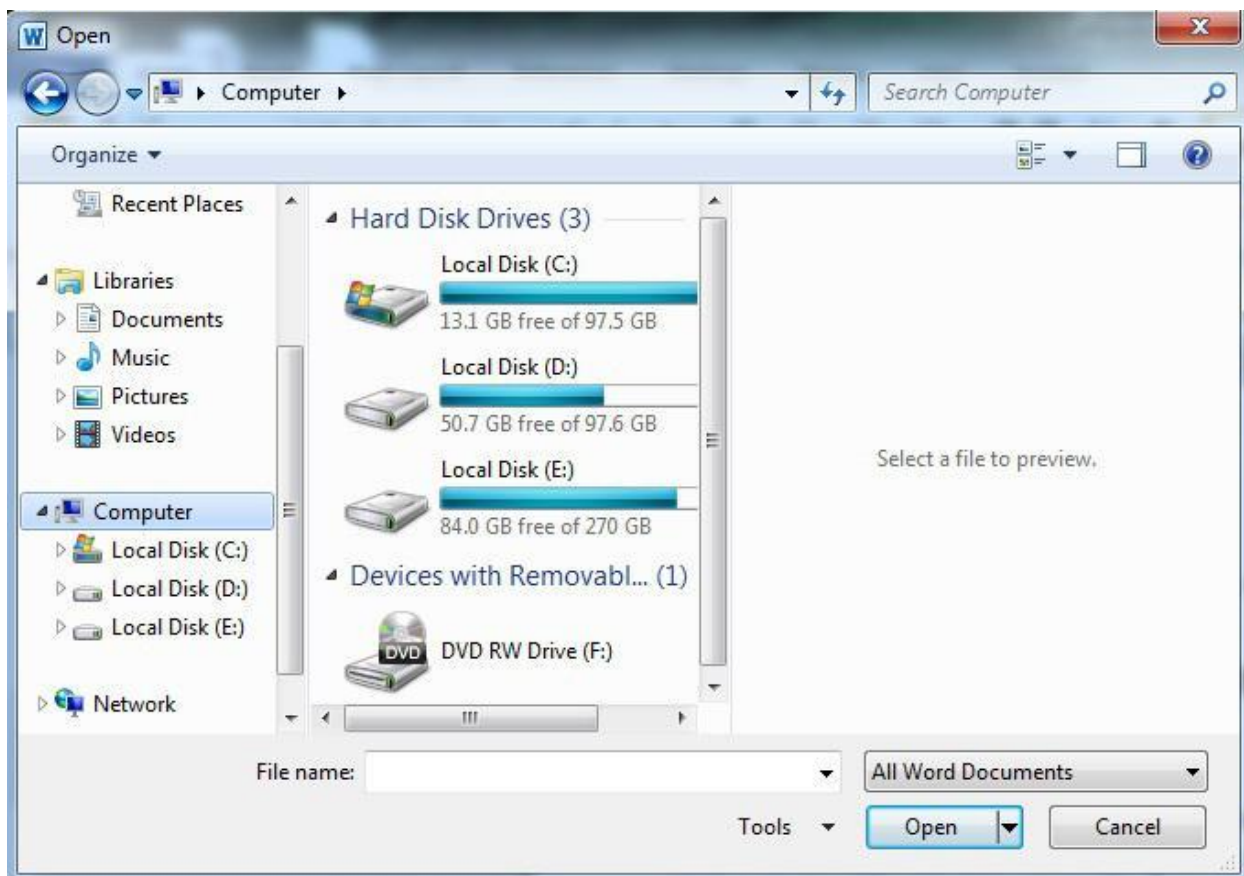 W Open
Computer
Search Computer
Organize
Recent Places
Libraries
Documents
Music
Pictures
Videos
Computer
Local Disk (C:)
Local Disk (D:)
Local Disk (E:)
Network
Hard Disk Drives (3)
Local Disk (C:)
13.1 GB free of 97.5 GB
Local Disk (D:)
50.7 GB free of 97.6 GB
Local Disk (E:)
84.0 GB free of 270 GB
Devices with Removabl... (1)
DVD
DVD RW Drive (F:)
Select a file to preview.
File name:
All Word Documents
Tools
Open
Cancel